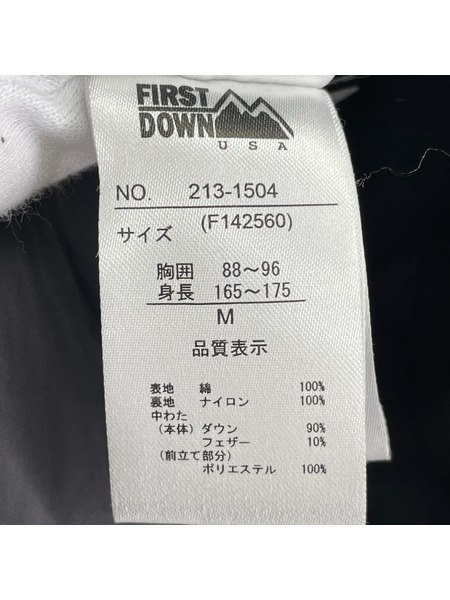 FIRST
DOWN
USA
NO. 213-1504
サイズ (F142560)
胸囲 88～96
身長 165～175
M
品質表示
表地 綿 100%
裏地 ナイロン 100%
中わた
(本体) ダウン 90%
フェザー 10%
(前立て部分)
ポリエステル 100%